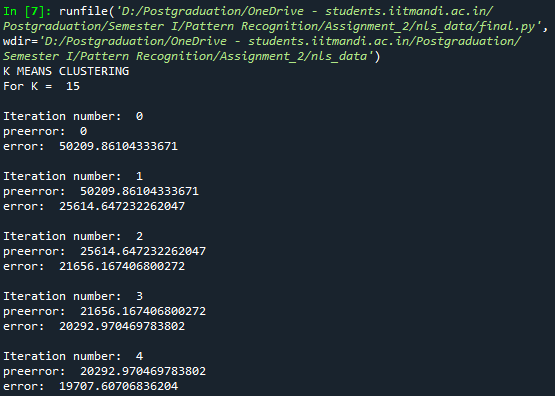 In [7]: runfile('D:/Postgraduation/OneDrive - students.iitmandi.ac.in/
Postgraduation/Semester I/Pattern Recognition/Assignment_2/nls_data/final.py',
wdir='D:/Postgraduation/OneDrive - students.iitmandi.ac.in/Postgraduation/
Semester I/Pattern Recognition/Assignment_2/nls_data')
K MEANS CLUSTERING
For K =  15
Iteration number:  0
preerror:  0
error:  50209.86104333671
Iteration number:  1
preerror:  50209.86104333671
error:  25614.647232262047
Iteration number:  2
preerror:  25614.647232262047
error:  21656.167406800272
Iteration number:  3
preerror:  21656.167406800272
error:  20292.970469783802
Iteration number:  4
preerror:  20292.970469783802
error:  19707.60706836204